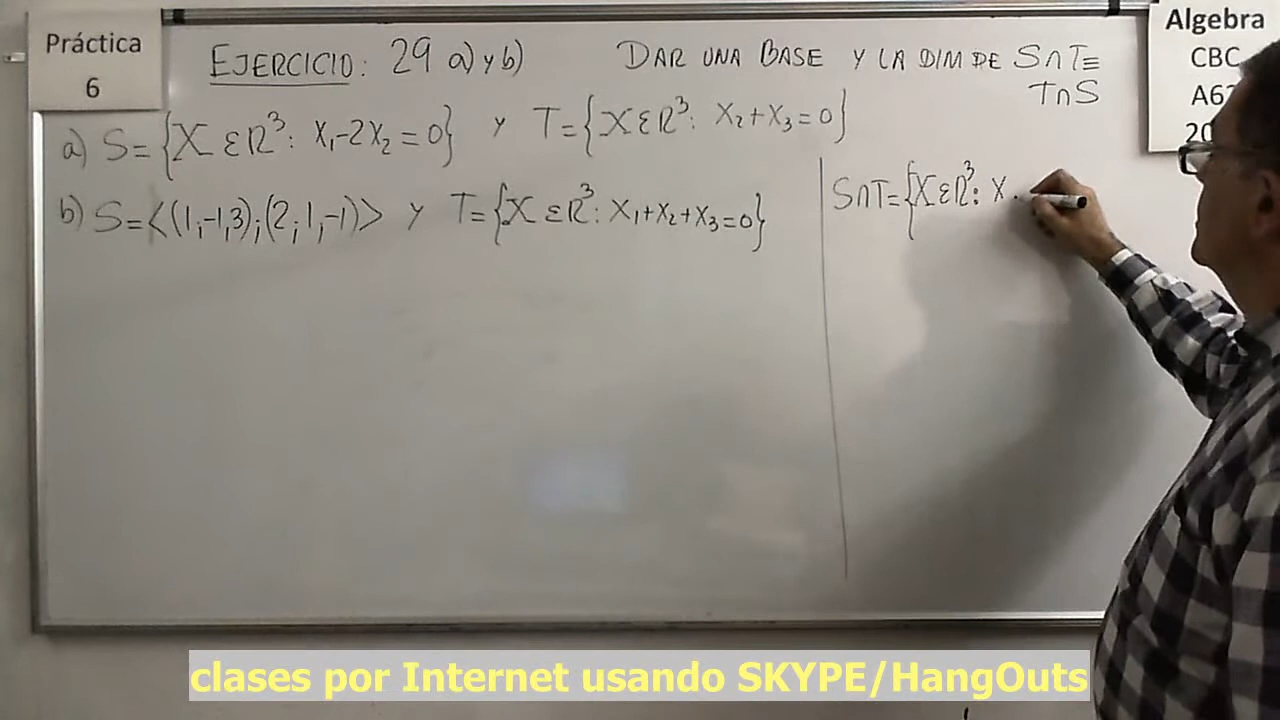 Práctica
6
EJERCICIO: 29 a) y b)
DAR UNA BASE Y LA DIM DE S∩T≡
T∩S
Algebra
CBC
A62
20
a) S={X ε R³: X₁-2X₂=0} y T={X ε R³: X₂+X₃=0}
b) S=<(1,-1,3);(2;1,-1)> y T={X ε R³: X₁+X₂+X₃=0}
S∩T={X ε R³: X
clases por Internet usando SKYPE/HangOuts